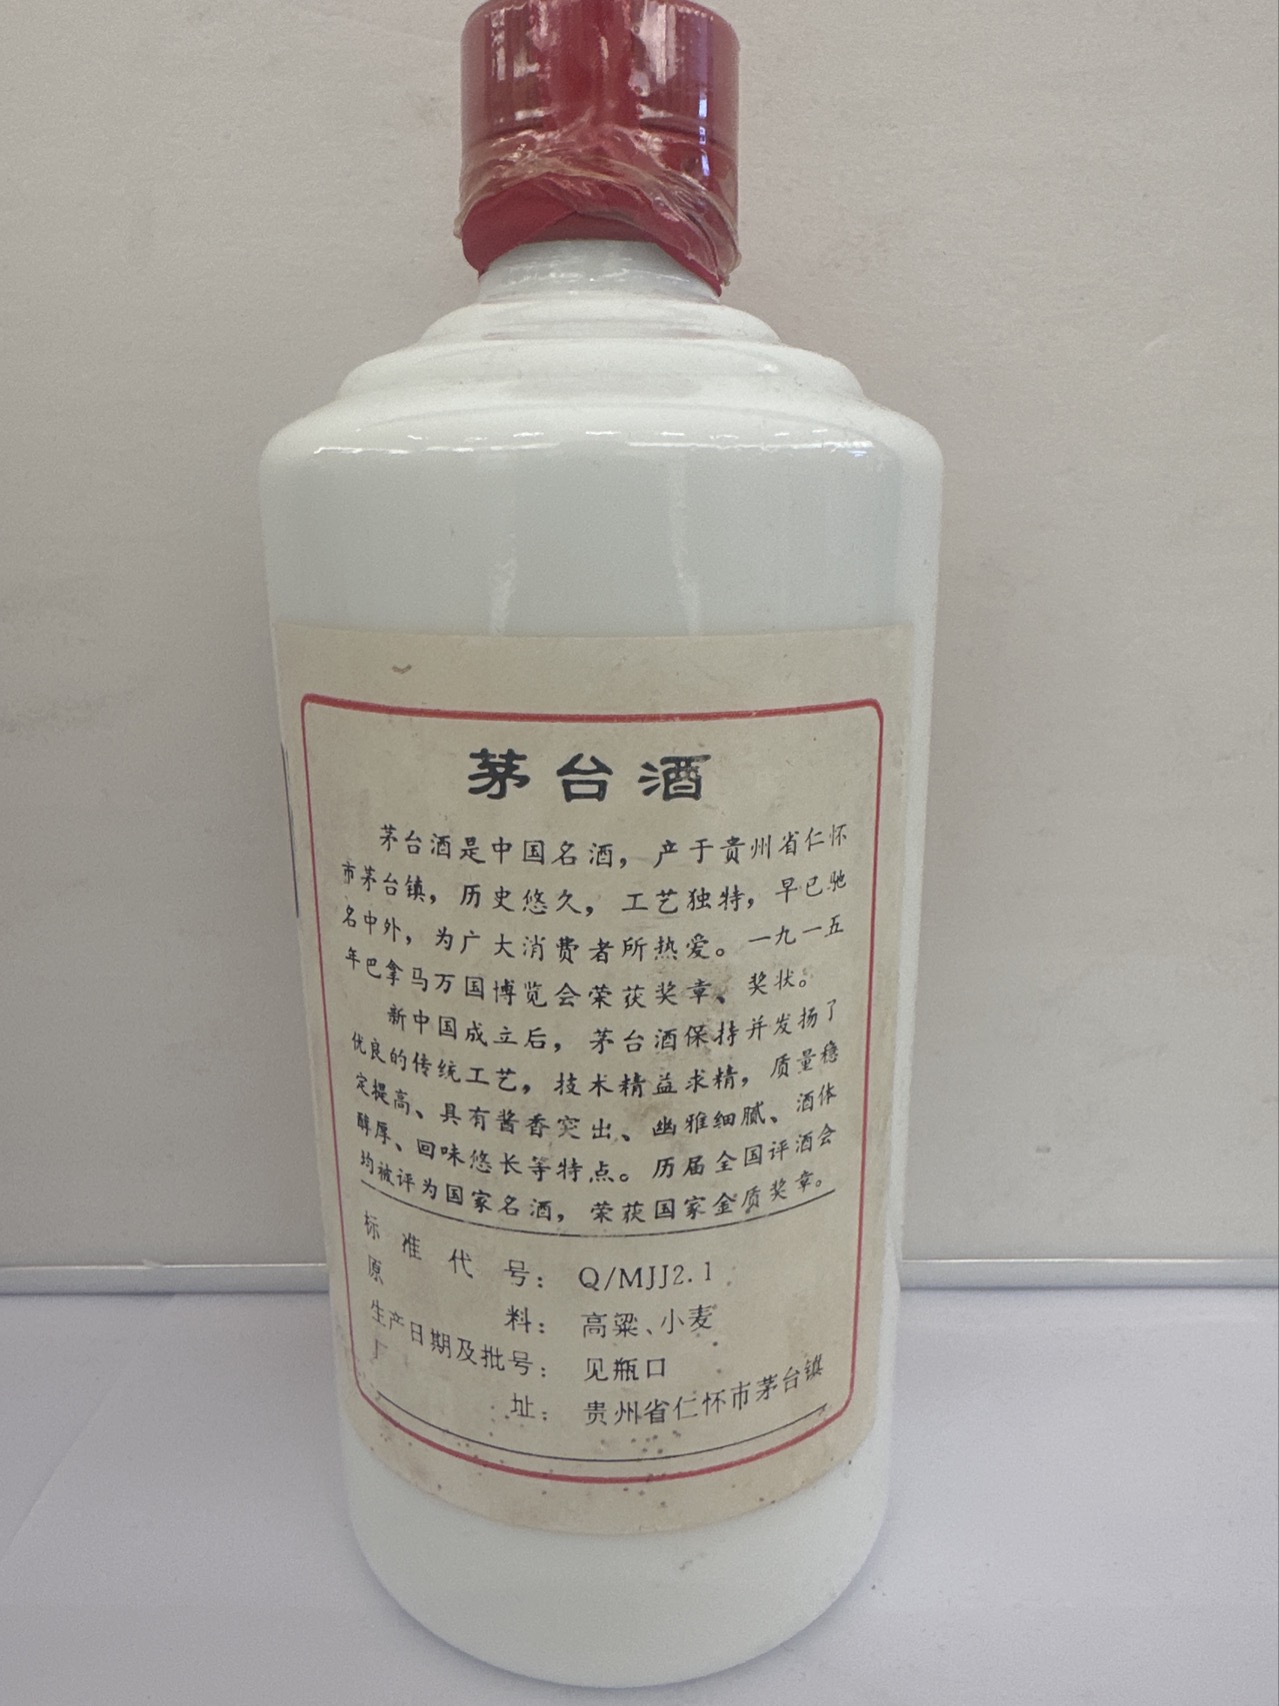 茅台酒
茅台酒是中国名酒，产于贵州省仁怀
市茅台镇，历史悠久，工艺独特，早已驰
名中外，为广大消费者所热爱。一九一五
年巴拿马万国博览会荣获奖章、奖状。
新中国成立后，茅台酒保持并发扬了
优良的传统工艺，技术精益求精，质量稳
定提高、具有酱香突出、幽雅细腻、酒体
醇厚、回味悠长等特点。历届全国评酒会
均被评为国家名酒，荣获国家金质奖章。
标准代号：Q/MJJ2.1
原料：高粱、小麦
生产日期及批号：见瓶口
厂址：贵州省仁怀市茅台镇